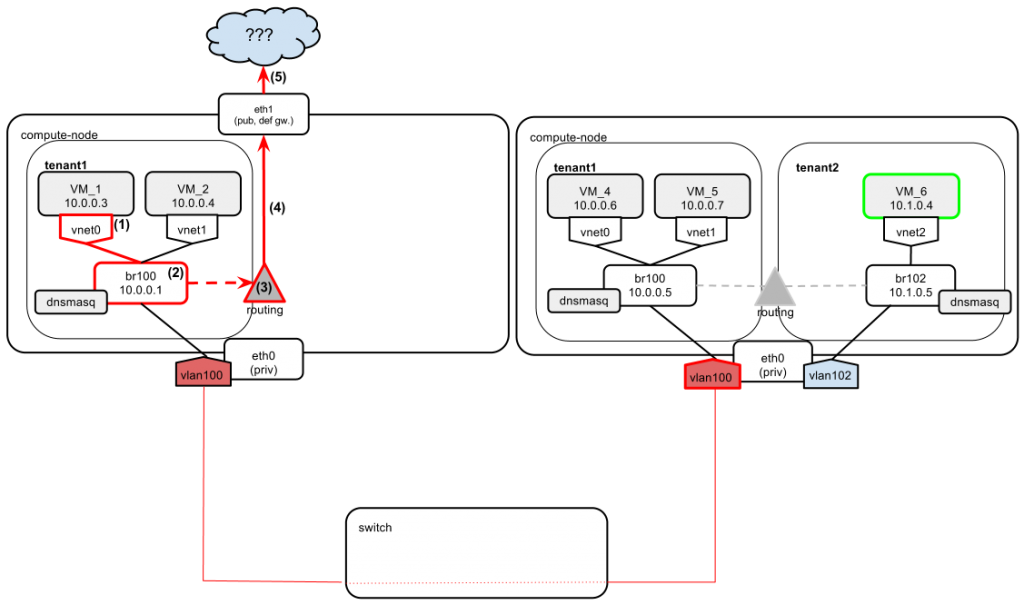 ???
(5)
eth1
(pub, def gw.)
compute-node
tenant1
VM_1
10.0.0.3
VM_2
10.0.0.4
vnet0
(1)
vnet1
(4)
br100
10.0.0.1
(2)
(3)
dnsmasq
routing
eth0
(priv)
vlan100
compute-node
tenant1
VM_4
10.0.0.6
VM_5
10.0.0.7
vnet0
vnet1
br100
10.0.0.5
dnsmasq
routing
tenant2
VM_6
10.1.0.4
vnet2
br102
10.1.0.5
dnsmasq
vlan100
eth0
(priv)
vlan102
switch